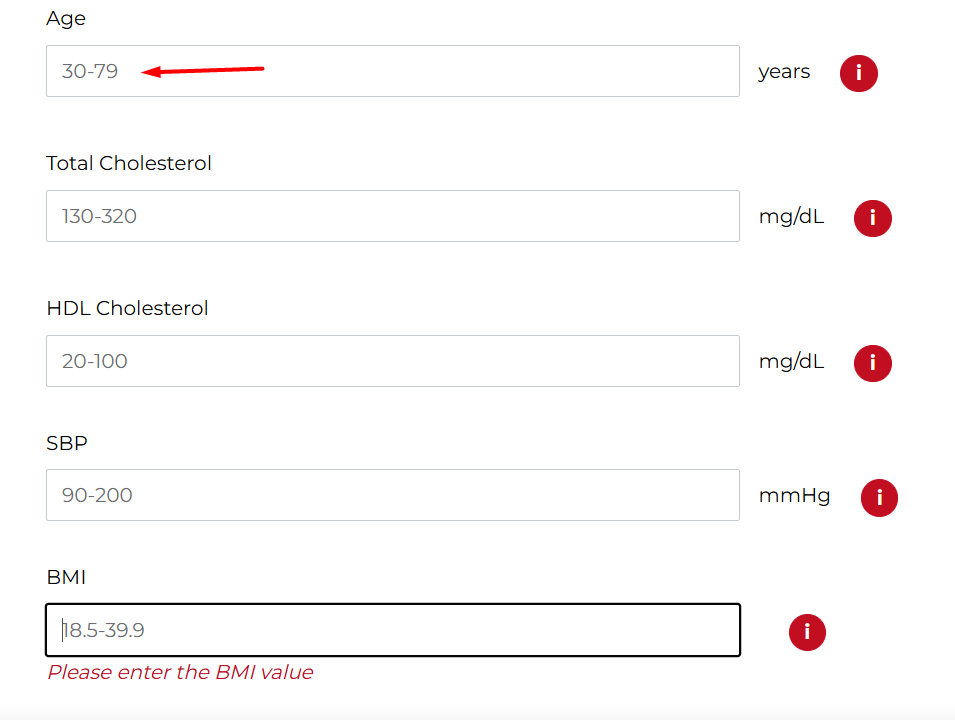 Age
30-79 years i
Total Cholesterol
130-320 mg/dL i
HDL Cholesterol
20-100 mg/dL i
SBP
90-200 mmHg i
BMI
18.5-39.9 i
Please enter the BMI value